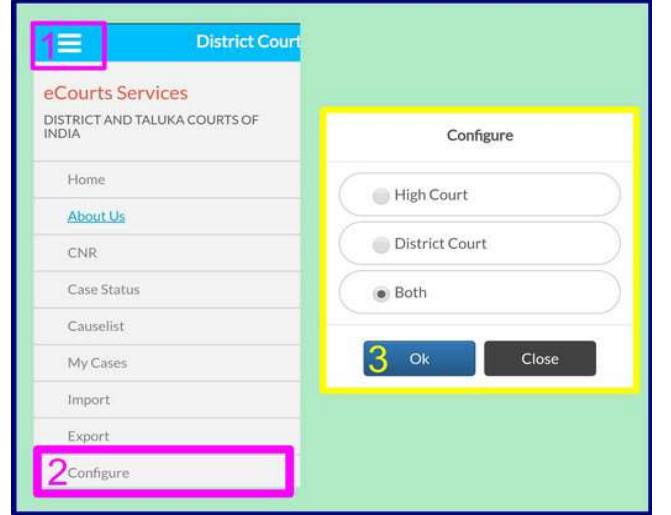 1
District Court
eCourts Services
DISTRICT AND TALUKA COURTS OF
INDIA
Home
About Us
CNR
Case Status
Causelist
My Cases
Import
Export
2 Configure
Configure
High Court
District Court
Both
3 Ok
Close